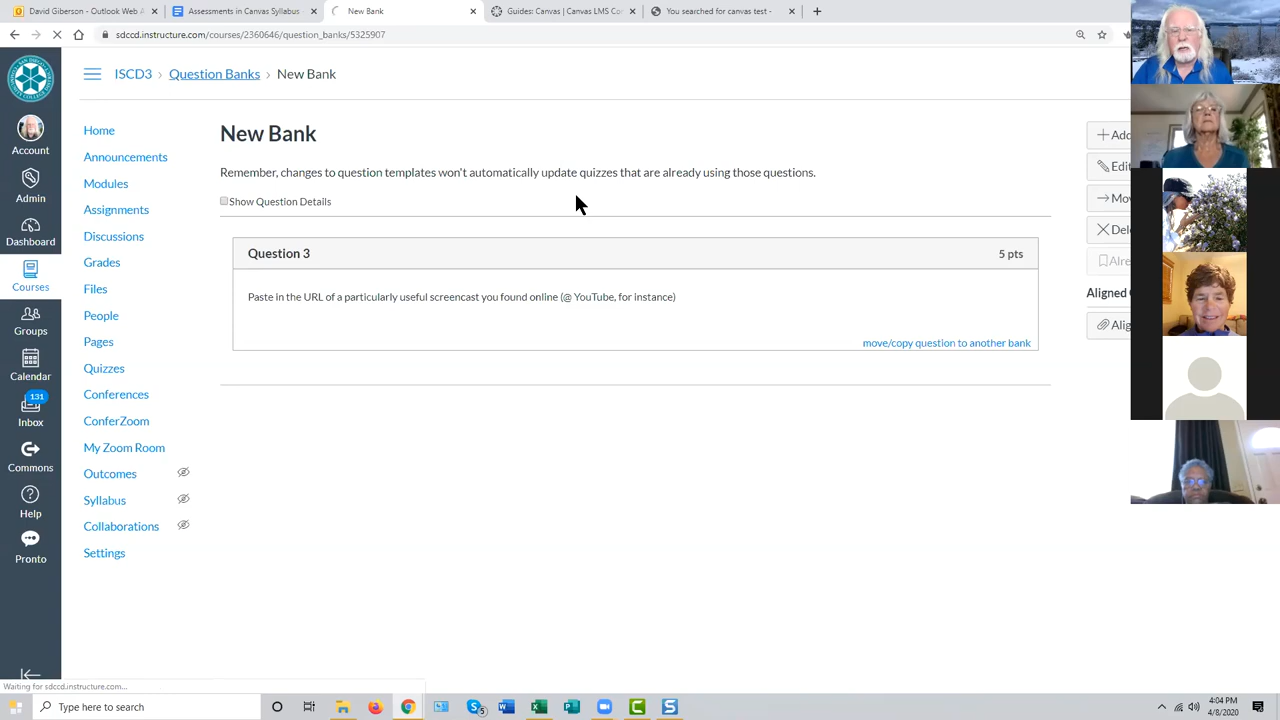 David Giberson - Outlook Web A
Assessments in Canvas Syllabus
New Bank
Guides: Canvas | Canvas LMS Co
You searched for canvas test -
sdccd.instructure.com/courses/2360646/question_banks/5325907
ISCD3 › Question Banks › New Bank
Account
Admin
Dashboard
Courses
Groups
Calendar
131
Inbox
Commons
Help
Pronto
Home
Announcements
Modules
Assignments
Discussions
Grades
Files
People
Pages
Quizzes
Conferences
ConferZoom
My Zoom Room
Outcomes
Syllabus
Collaborations
Settings
New Bank
Remember, changes to question templates won't automatically update quizzes that are already using those questions.
Show Question Details
Question 3 5 pts
Paste in the URL of a particularly useful screencast you found online (@ YouTube, for instance)
move/copy question to another bank
Add
Edit
Mov
Dele
Alre
Aligned
Alig
Waiting for sdccd.instructure.com...
Type here to search
5
4:04 PM
4/8/2020